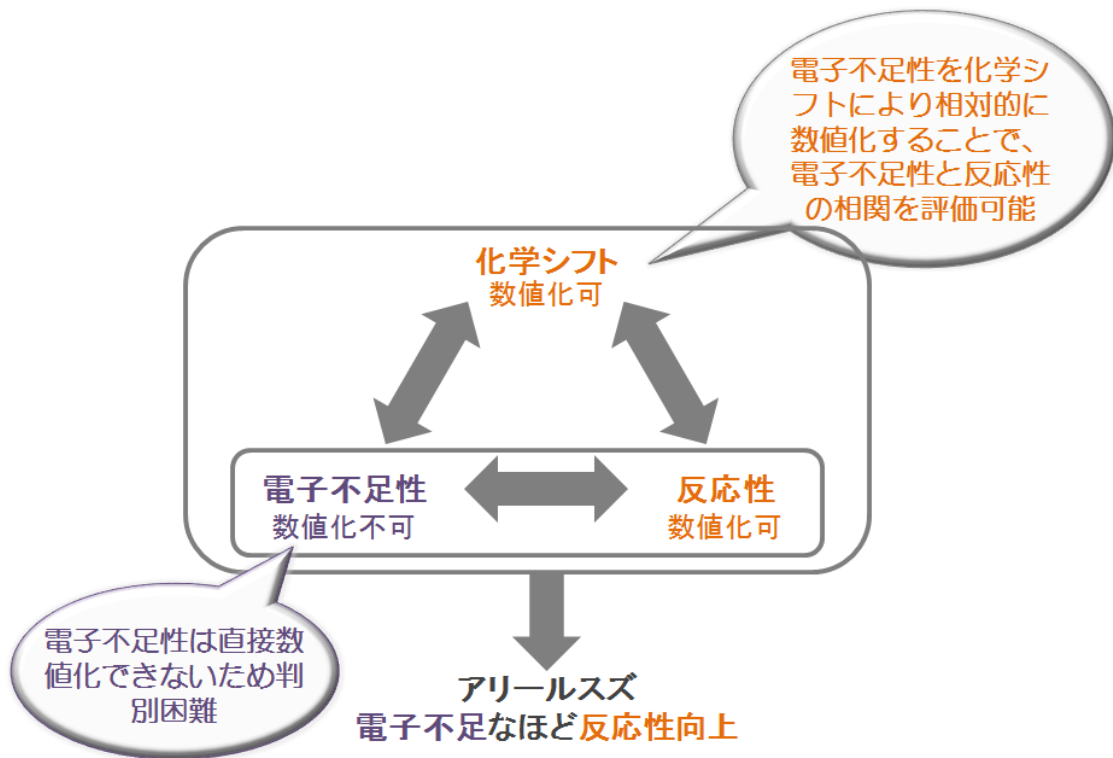 電子不足性を化学シ
フトにより相対的に
数値化することで、
電子不足性と反応性
の相関を評価可能
化学シフト
数値化可
電子不足性
数値化不可
反応性
数値化可
電子不足性は直接数
値化できないため判
別困難
アリールスズ
電子不足なほど反応性向上